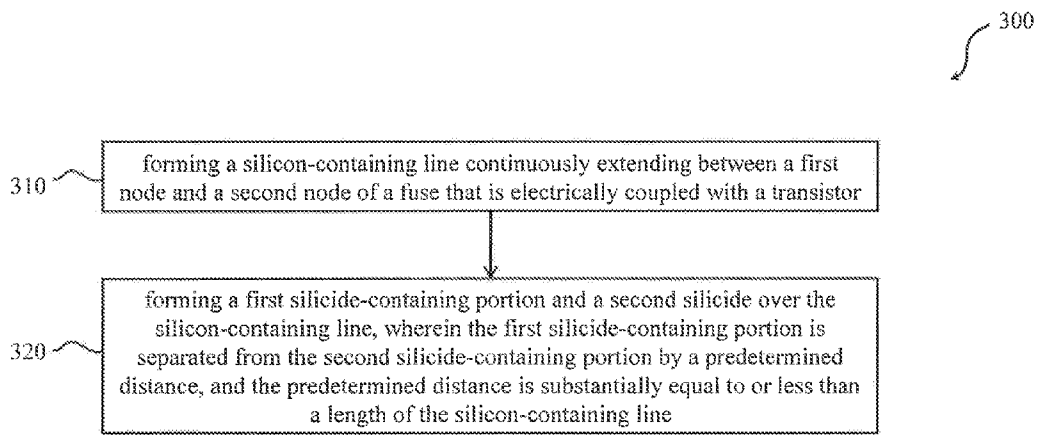 300
310
forming a silicon-containing line continuously extending between a first
node and a second node of a fuse that is electrically coupled with a transistor
320
forming a first silicide-containing portion and a second silicide over the
silicon-containing line, wherein the first silicide-containing portion is
separated from the second silicide-containing portion by a predetermined
distance, and the predetermined distance is substantially equal to or less than
a length of the silicon-containing line